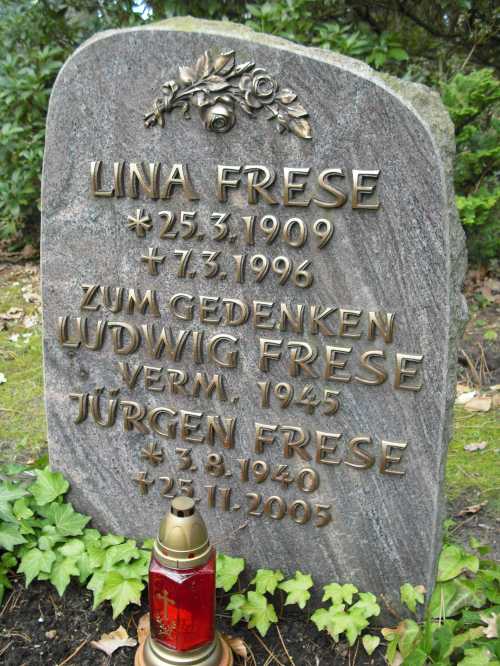 LINA FRESE
* 25.3.1909
† 7.3.1996
ZUM GEDENKEN
LUDWIG FRESE
VERM. 1945
JÜRGEN FRESE
* 3.8.1940
† 25.11.2005